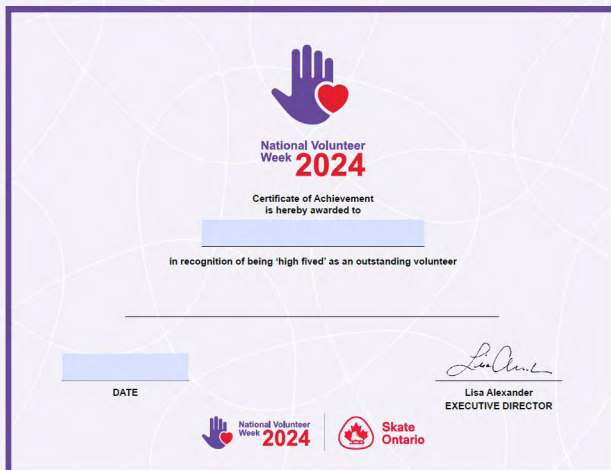 National Volunteer
Week 2024
Certificate of Achievement
is hereby awarded to
in recognition of being 'high fived' as an outstanding volunteer
DATE
Lisa Alexander
EXECUTIVE DIRECTOR
National Volunteer
Week 2024
Skate
Ontario